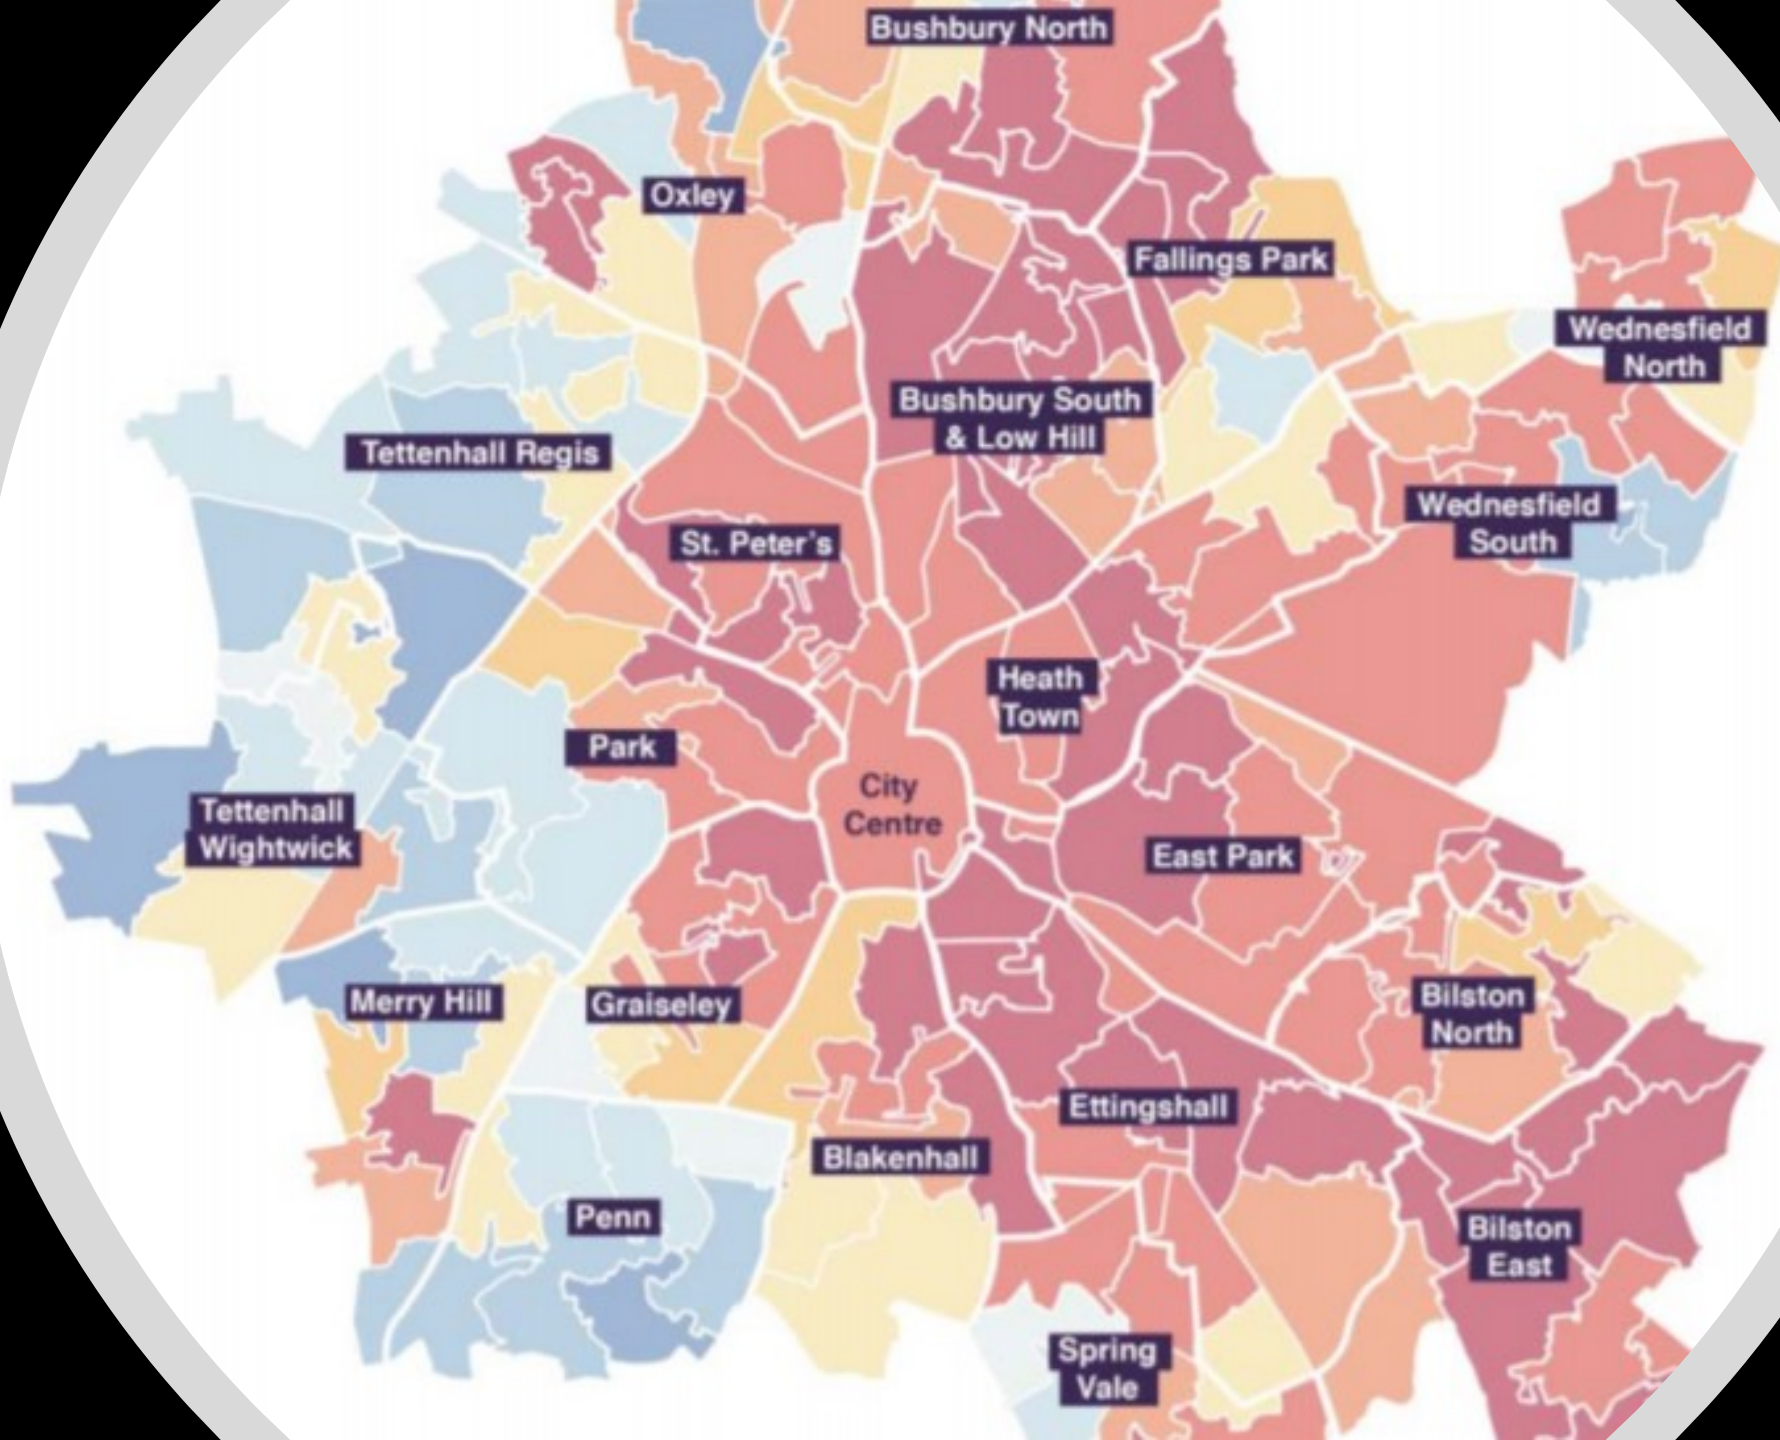 Bushbury North
Oxley
Fallings Park
Wednesfield
North
Bushbury South
& Low Hill
Tettenhall Regis
Wednesfield
South
St. Peter's
Heath
Town
Park
City
Centre
Tettenhall
Wightwick
East Park
Merry Hill
Graiseley
Bilston
North
Ettingshall
Blakenhall
Penn
Bilston
East
Spring
Vale